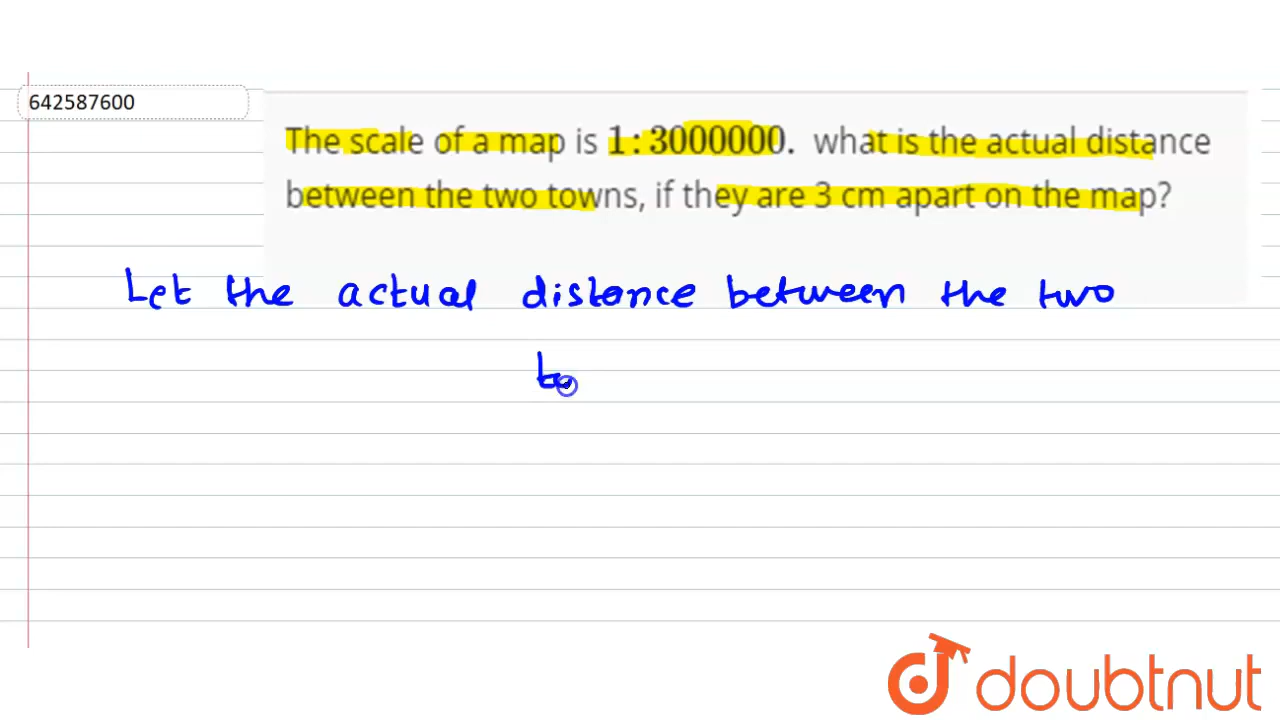 642587600
The scale of a map is 1 : 3000000. what is the actual distance
between the two towns, if they are 3 cm apart on the map?
Let the actual distance between the two
to
doubtnut